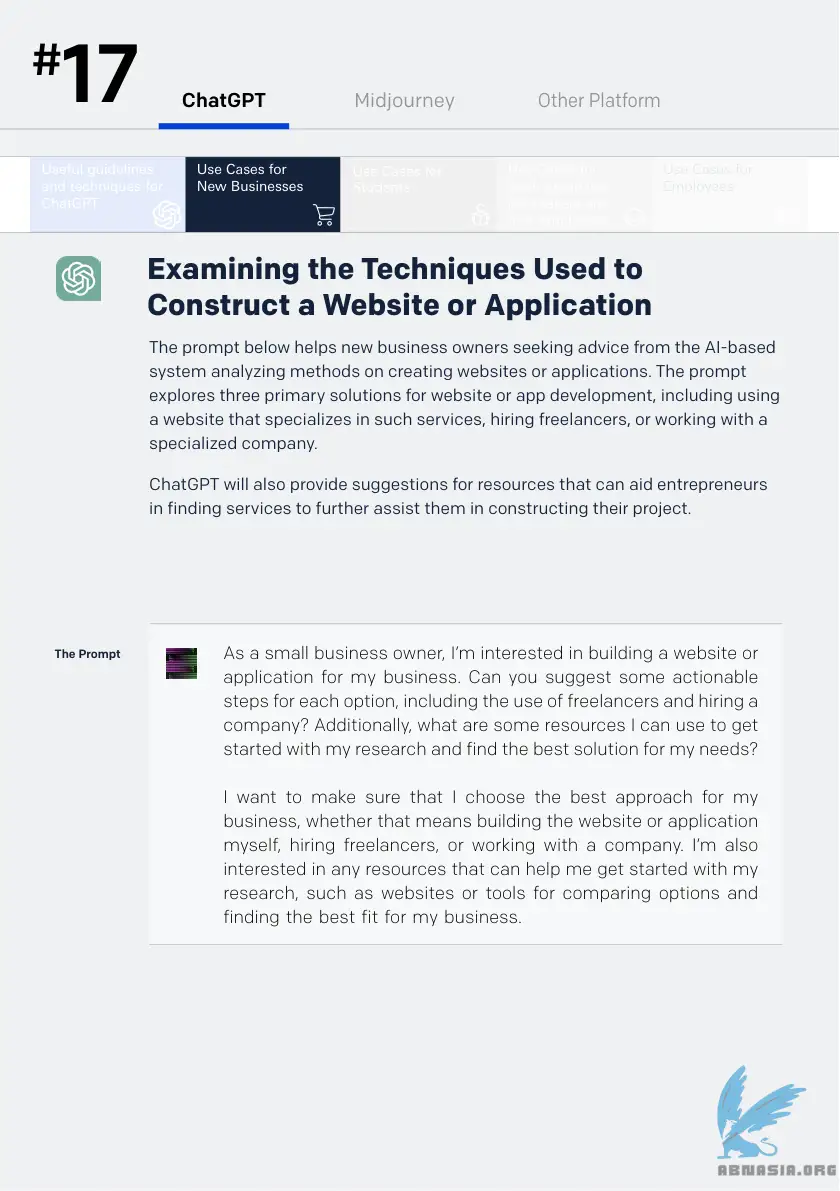 #17
ChatGPT
Midjourney
Other Platform
Useful guidelines
and techniques for
ChatGPT
Use Cases for
New Businesses
Use Cases for
Students
Use Cases for
Employees
Examining the Techniques Used to
Construct a Website or Application
The prompt below helps new business owners seeking advice from the AI-based
system analyzing methods on creating websites or applications. The prompt
explores three primary solutions for website or app development, including using
a website that specializes in such services, hiring freelancers, or working with a
specialized company.
ChatGPT will also provide suggestions for resources that can aid entrepreneurs
in finding services to further assist them in constructing their project.
The Prompt
As a small business owner, I’m interested in building a website or
application for my business. Can you suggest some actionable
steps for each option, including the use of freelancers and hiring a
company? Additionally, what are some resources I can use to get
started with my research and find the best solution for my needs?
I want to make sure that I choose the best approach for my
business, whether that means building the website or application
myself, hiring freelancers, or working with a company. I’m also
interested in any resources that can help me get started with my
research, such as websites or tools for comparing options and
finding the best fit for my business.
ABNASIA.ORG